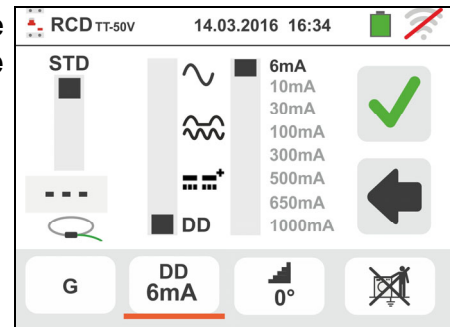 e
e
RCD TT-50V 14.03.2016 16:34
STD
6mA
10mA
30mA
100mA
300mA
500mA
650mA
1000mA
- - -
DD
G
DD
6mA
0°